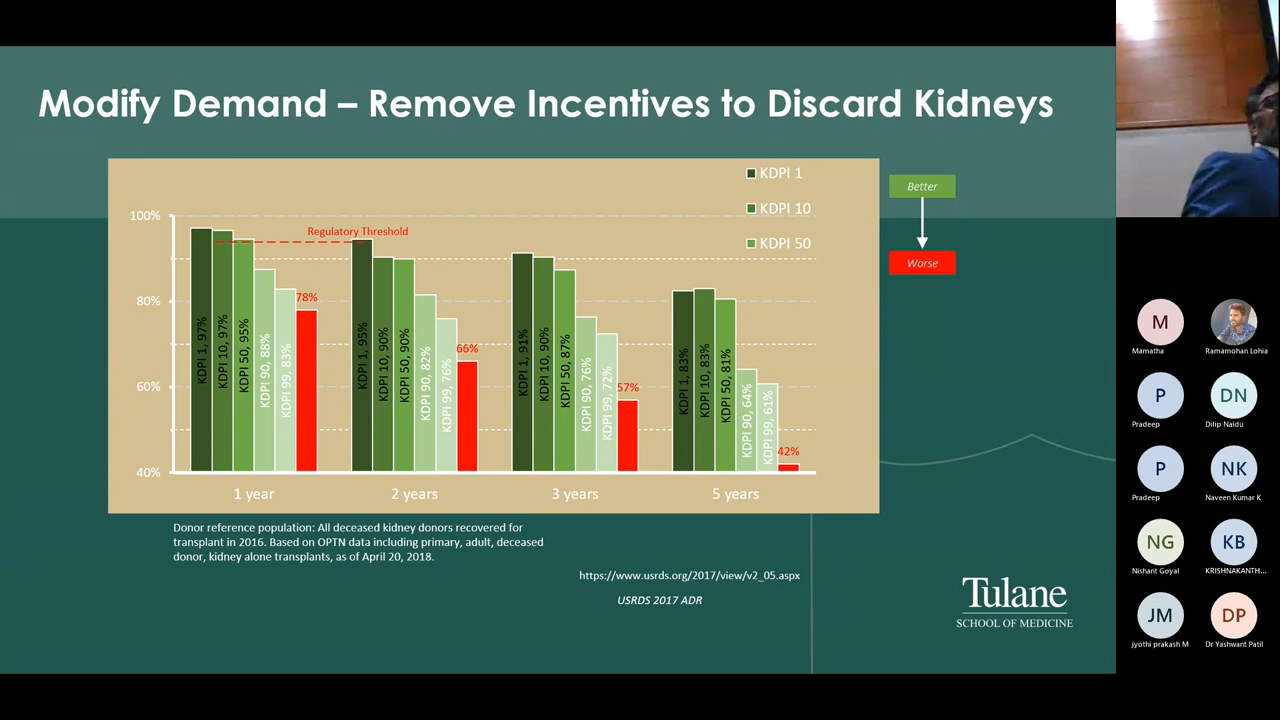 Modify Demand – Remove Incentives to Discard Kidneys
KDPI 1
KDPI 10
KDPI 50
Better
Worse
100%
80%
60%
40%
Regulatory Threshold
KDPI 1, 97%
KDPI 10, 97%
KDPI 50, 95%
KDPI 90, 88%
KDPI 99, 83%
78%
KDPI 1, 95%
KDPI 10, 90%
KDPI 50, 90%
KDPI 90, 82%
KDPI 99, 76%
66%
KDPI 1, 91%
KDPI 10, 90%
KDPI 50, 87%
KDPI 90, 76%
KDPI 99, 72%
57%
KDPI 1, 83%
KDPI 10, 83%
KDPI 50, 81%
KDPI 90, 64%
KDPI 99, 61%
42%
1 year
2 years
3 years
5 years
Donor reference population: All deceased kidney donors recovered for
transplant in 2016. Based on OPTN data including primary, adult, deceased
donor, kidney alone transplants, as of April 20, 2018.
https://www.usrds.org/2017/view/v2_05.aspx
USRDS 2017 ADR
Tulane
SCHOOL OF MEDICINE
M
Mamatha
Ramamohan Lohia
P
Pradeep
DN
Dilip Naidu
P
Pradeep
NK
Naveen Kumar K
NG
Nishant Goyal
KB
KRISHNAKANTH...
JM
jyothi prakash M
DP
Dr Yashwant Patil